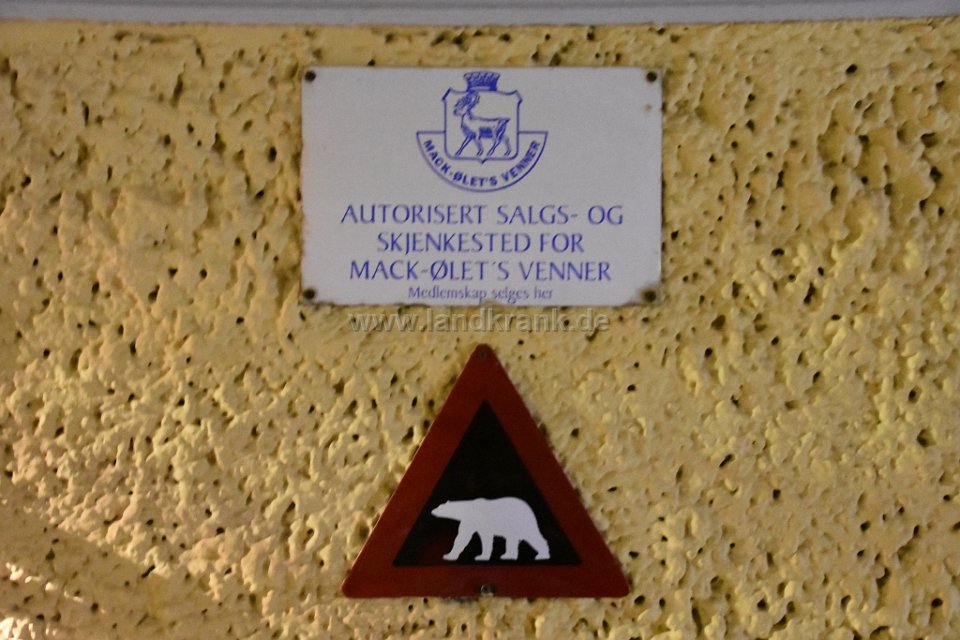 MACK-ØLET'S VENNER
AUTORISERT SALGS- OG
SKJENKESTED FOR
MACK-ØLET´S VENNER
Medlemskap selges her
www.landkrank.de